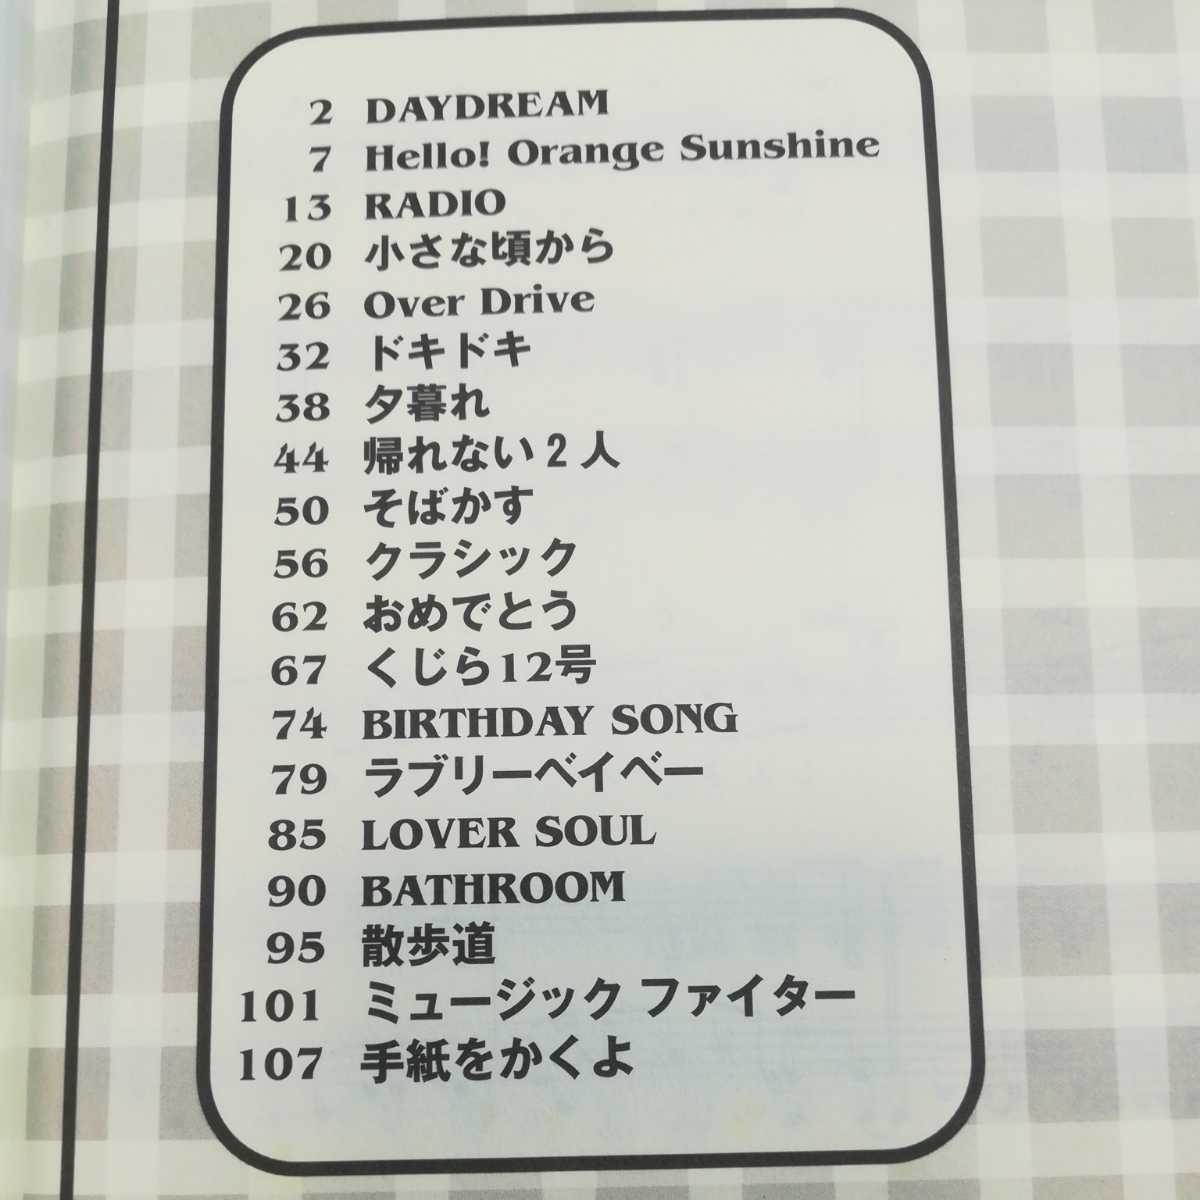 2 DAYDREAM
7 Hello! Orange Sunshine
13 RADIO
20 小さな頃から
26 Over Drive
32 ドキドキ
38 夕暮れ
44 帰れない2人
50 そばかす
56 クラシック
62 おめでとう
67 くじら12号
74 BIRTHDAY SONG
79 ラブリーベイベー
85 LOVER SOUL
90 BATHROOM
95 散歩道
101 ミュージック ファイター
107 手紙をかくよ